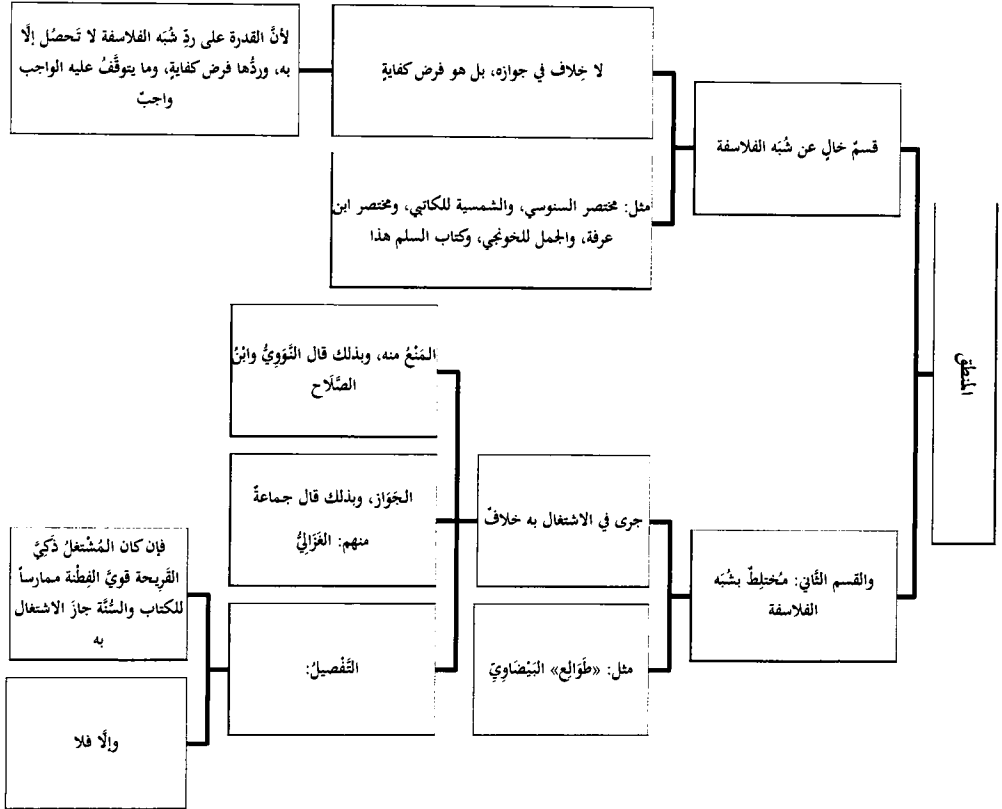 المنطق
قسمٌ خالٍ عن شُبَه الفلاسفة
لا خِلاف في جوازه، بل هو فرض كفايةٍ
لأنَّ القدرة على ردِّ شُبَه الفلاسفة لا تَحصُل إلَّا
به، وردُّها فرض كفايةٍ، وما يتوقَّفُ عليه الواجب
واجبٌ
مثل: مختصر السنوسي، والشمسية للكاتبي، ومختصر ابن
عرفة، والجمل للخونجي، وكتاب السلم هذا
والقسم الثَّاني: مُختلِطٌ بشُبَه
الفلاسفة
جرى في الاشتغال به خلافٌ
المَنْعُ منه، وبذلك قال النَّوَوِيُّ وابْنُ
الصَّلَاح
الجَوَاز، وبذلك قال جماعةٌ
منهم: الغَزَالِيُّ
التَّفْصيلُ:
فإن كان المُشْتغلُ ذَكِيَّ
القَرِيحة قويَّ الفِطْنة ممارساً
للكتاب والسُّنَّة جازَ الاشتغال
به
وإلَّا فلا
مثل: «طَوَالِع» البَيْضَاوِيِّ